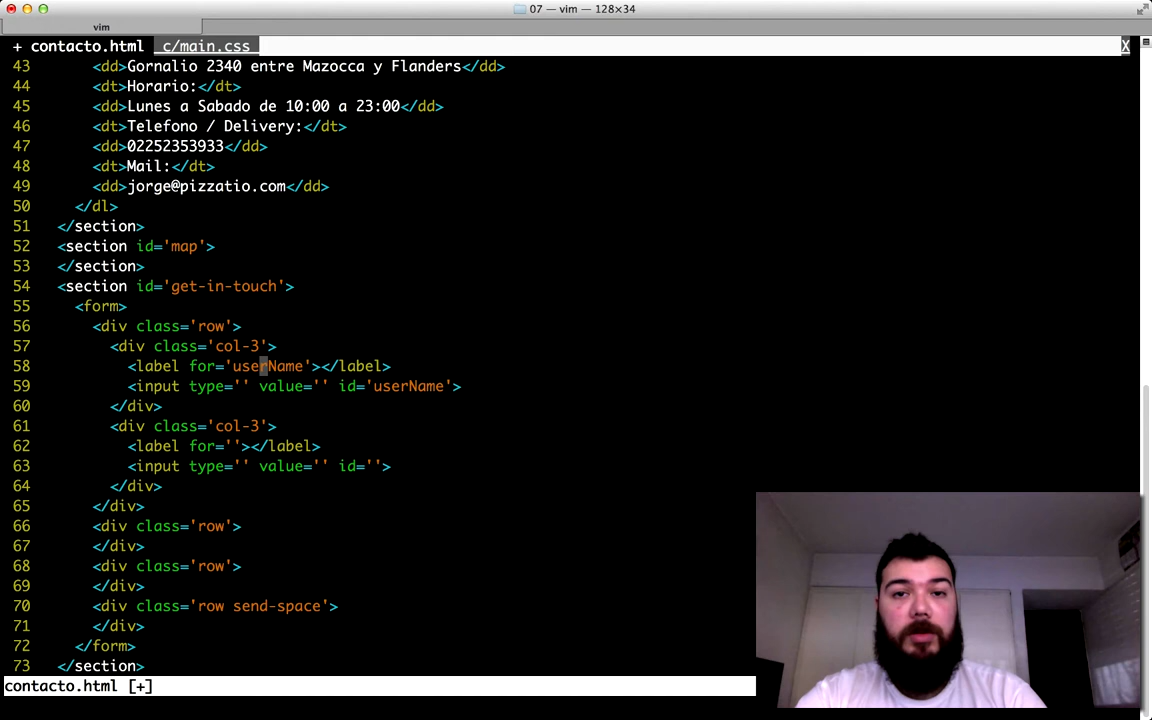 07 — vim — 128×34
vim
+ contacto.html c/main.css X
43 <dd>Gornalio 2340 entre Mazocca y Flanders</dd>
44 <dt>Horario:</dt>
45 <dd>Lunes a Sabado de 10:00 a 23:00</dd>
46 <dt>Telefono / Delivery:</dt>
47 <dd>02252353933</dd>
48 <dt>Mail:</dt>
49 <dd>jorge@pizzatio.com</dd>
50 </dl>
51 </section>
52 <section id='map'>
53 </section>
54 <section id='get-in-touch'>
55 <form>
56 <div class='row'>
57 <div class='col-3'>
58 <label for='userName'></label>
59 <input type='' value='' id='userName'>
60 </div>
61 <div class='col-3'>
62 <label for=''></label>
63 <input type='' value='' id=''>
64 </div>
65 </div>
66 <div class='row'>
67 </div>
68 <div class='row'>
69 </div>
70 <div class='row send-space'>
71 </div>
72 </form>
73 </section>
contacto.html [+]